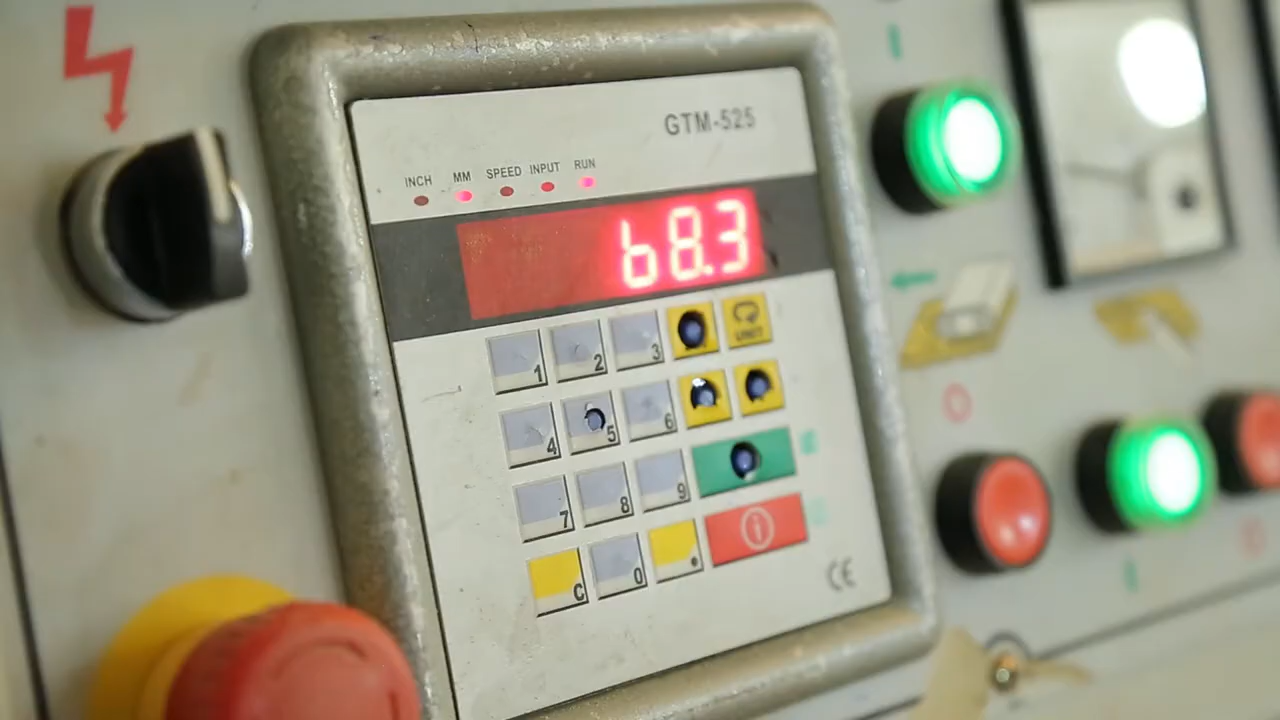 GTM-525
INCH MM SPEED INPUT RUN
68.3
1 2 3 UNIT
4 5 6
7 8 9
C 0 .
CE